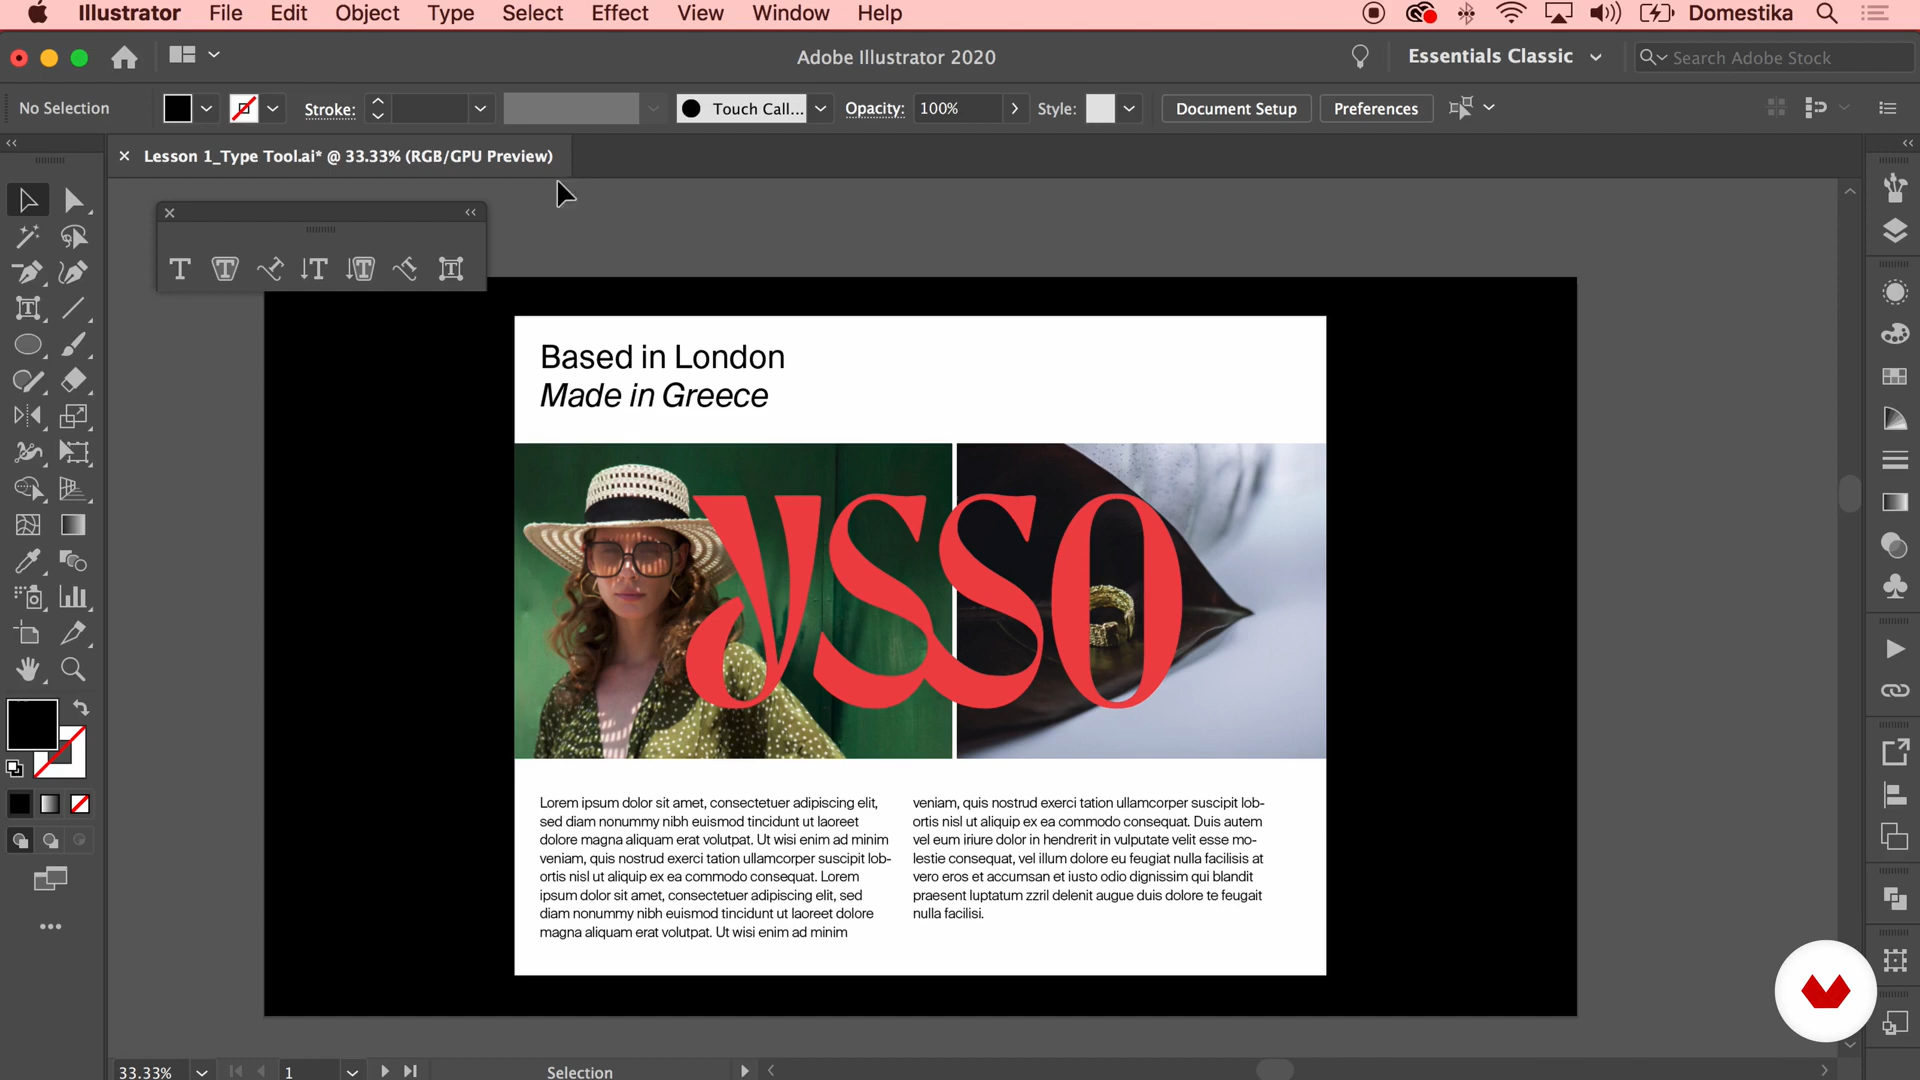 Illustrator File Edit Object Type Select Effect View Window Help Domestika
Adobe Illustrator 2020 Essentials Classic Search Adobe Stock
No Selection Stroke: Touch Call... Opacity: 100% Style: Document Setup Preferences
Lesson 1_Type Tool.ai* @ 33.33% (RGB/GPU Preview)
Based in London
Made in Greece
YSSO
Lorem ipsum dolor sit amet, consectetuer adipiscing elit,
sed diam nonummy nibh euismod tincidunt ut laoreet
dolore magna aliquam erat volutpat. Ut wisi enim ad minim
veniam, quis nostrud exerci tation ullamcorper suscipit lob-
ortis nisl ut aliquip ex ea commodo consequat. Lorem
ipsum dolor sit amet, consectetuer adipiscing elit, sed
diam nonummy nibh euismod tincidunt ut laoreet dolore
magna aliquam erat volutpat. Ut wisi enim ad minim
veniam, quis nostrud exerci tation ullamcorper suscipit lob-
ortis nisl ut aliquip ex ea commodo consequat. Duis autem
vel eum iriure dolor in hendrerit in vulputate velit esse mo-
lestie consequat, vel illum dolore eu feugiat nulla facilisis at
vero eros et accumsan et iusto odio dignissim qui blandit
praesent luptatum zzril delenit augue duis dolore te feugait
nulla facilisi.
33.33% 1 Selection